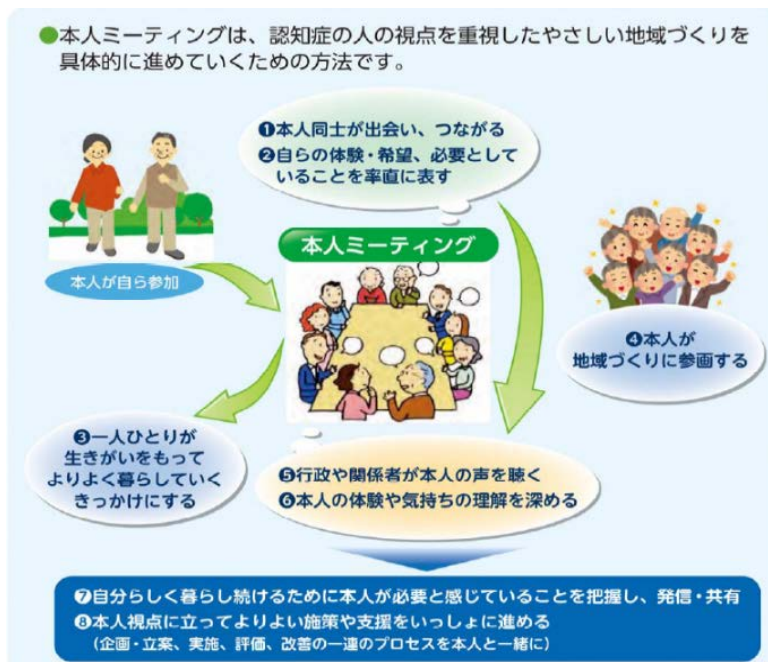 ●本人ミーティングは、認知症の人の視点を重視したやさしい地域づくりを
具体的に進めていくための方法です。
❶本人同士が出会い、つながる
❷自らの体験・希望、必要として
いることを率直に表す
本人が自ら参加
本人ミーティング
❹本人が
地域づくりに参画する
❸一人ひとりが
生きがいをもって
よりよく暮らしていく
きっかけにする
❺行政や関係者が本人の声を聴く
❻本人の体験や気持ちの理解を深める
❼自分らしく暮らし続けるために本人が必要と感じていることを把握し、発信・共有
❽本人視点に立ってよりよい施策や支援をいっしょに進める
(企画・立案、実施、評価、改善の一連のプロセスを本人と一緒に)